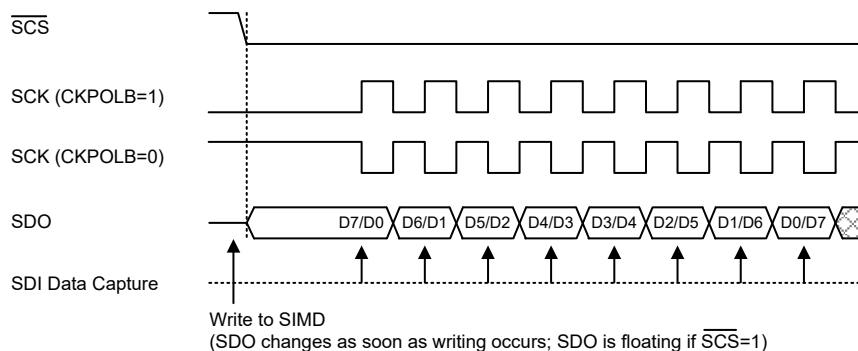 S̅C̅S̅
SCK (CKPOLB=1)
SCK (CKPOLB=0)
SDO
D7/D0 D6/D1 D5/D2 D4/D3 D3/D4 D2/D5 D1/D6 D0/D7
SDI Data Capture
Write to SIMD
(SDO changes as soon as writing occurs; SDO is floating if S̅C̅S̅=1)